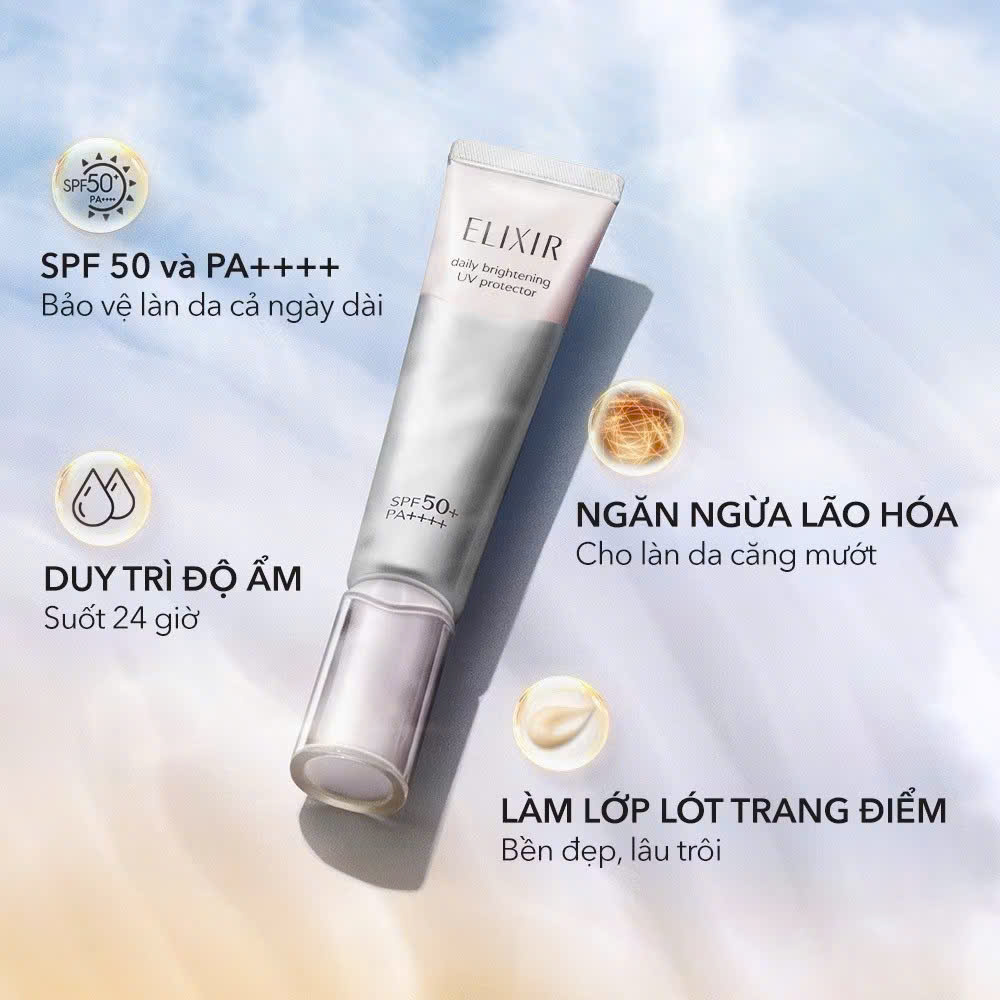 SPF50+
PA++++
SPF 50 và PA++++
Bảo vệ làn da cả ngày dài
ELIXIR
daily brightening
UV protector
SPF50+
PA++++
NGĂN NGỪA LÃO HÓA
Cho làn da căng mướt
DUY TRÌ ĐỘ ẨM
Suốt 24 giờ
LÀM LỚP LÓT TRANG ĐIỂM
Bền đẹp, lâu trôi